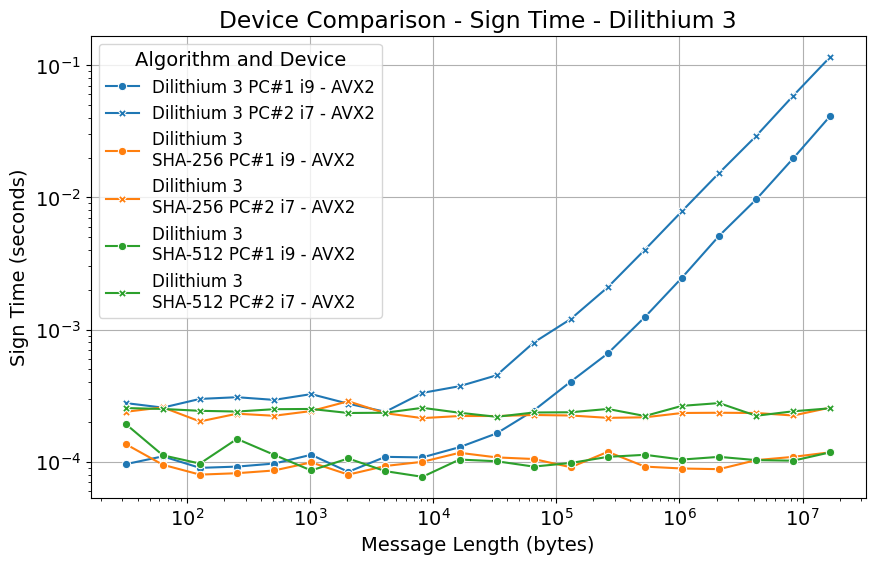 Device Comparison - Sign Time - Dilithium 3
Algorithm and Device
Dilithium 3 PC#1 i9 - AVX2
Dilithium 3 PC#2 i7 - AVX2
Dilithium 3
SHA-256 PC#1 i9 - AVX2
Dilithium 3
SHA-256 PC#2 i7 - AVX2
Dilithium 3
SHA-512 PC#1 i9 - AVX2
Dilithium 3
SHA-512 PC#2 i7 - AVX2
Sign Time (seconds)
10⁻¹
10⁻²
10⁻³
10⁻⁴
10² 10³ 10⁴ 10⁵ 10⁶ 10⁷
Message Length (bytes)